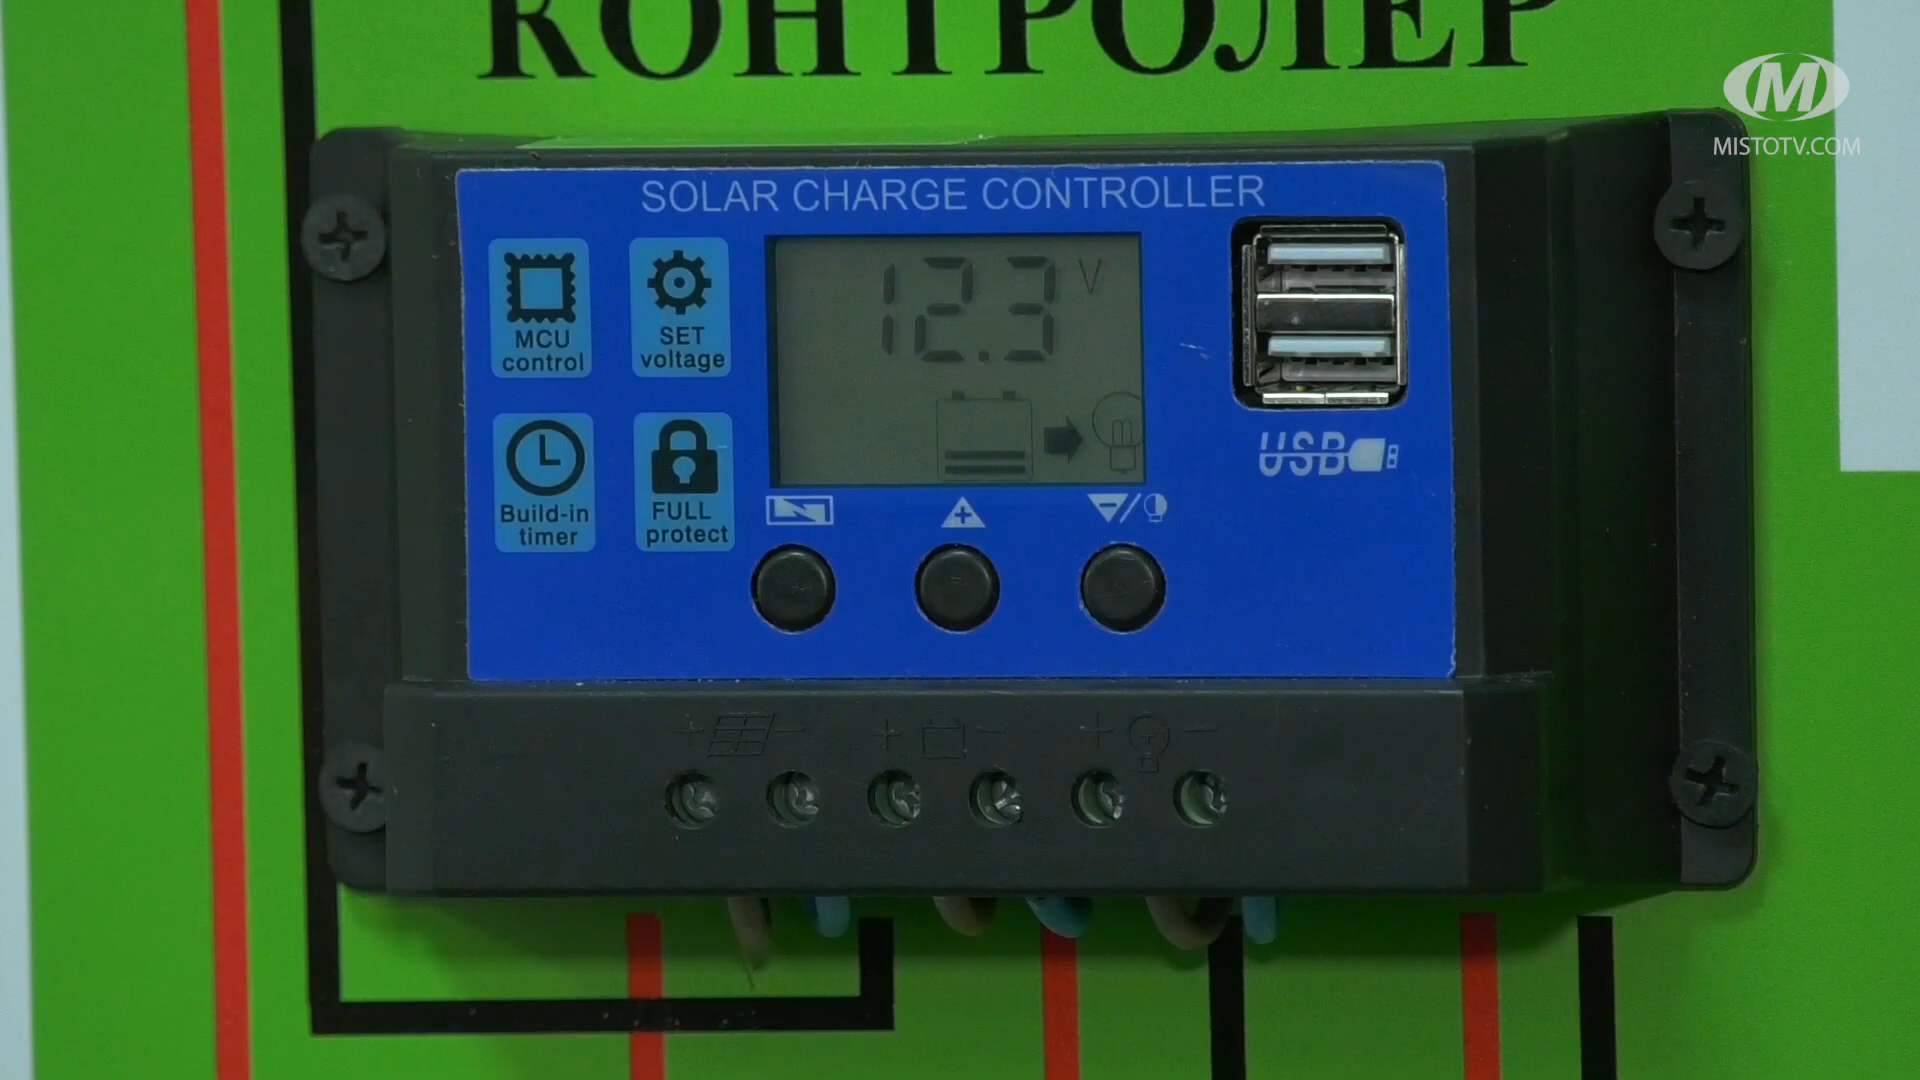 КОНТРОЛЕР
M
MISTOTV.COM
SOLAR CHARGE CONTROLLER
MCU
control
SET
voltage
12.3 V
Build-in
timer
FULL
protect
USB